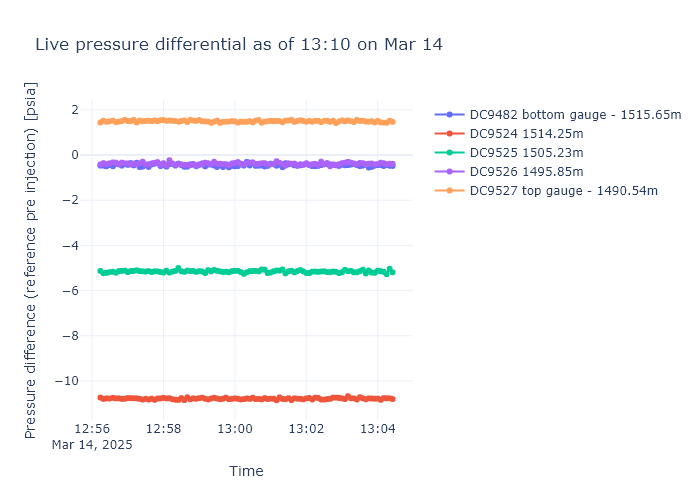 Live pressure differential as of 13:10 on Mar 14
Pressure difference (reference pre injection) [psia]
2
0
−2
−4
−6
−8
−10
12:56
Mar 14, 2025
12:58
13:00
13:02
13:04
Time
DC9482 bottom gauge - 1515.65m
DC9524 1514.25m
DC9525 1505.23m
DC9526 1495.85m
DC9527 top gauge - 1490.54m